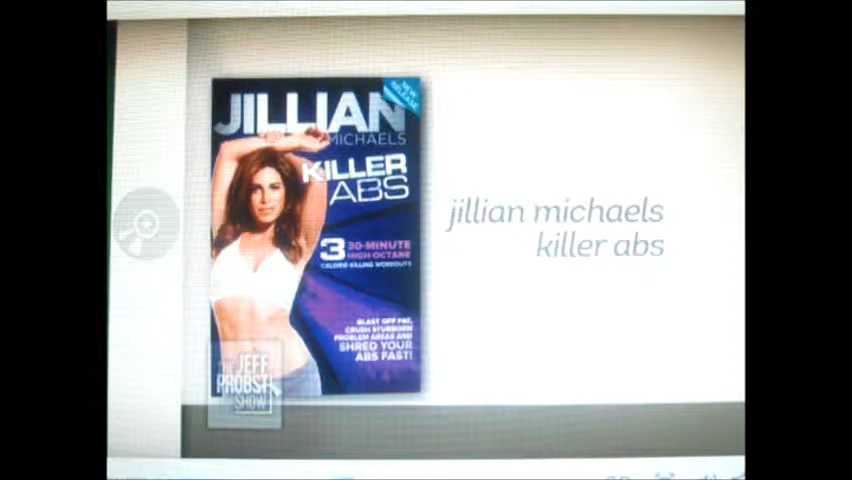 NEW
RELEASE
JILLIAN
MICHAELS
KILLER
ABS
3 30-MINUTE
HIGH OCTANE
CALORIE KILLING WORKOUTS
BLAST OFF FAT,
CRUSH STUBBORN
PROBLEM AREAS AND
SHRED YOUR
ABS FAST!
jillian michaels
killer abs
THE
JEFF
PROBST
SHOW